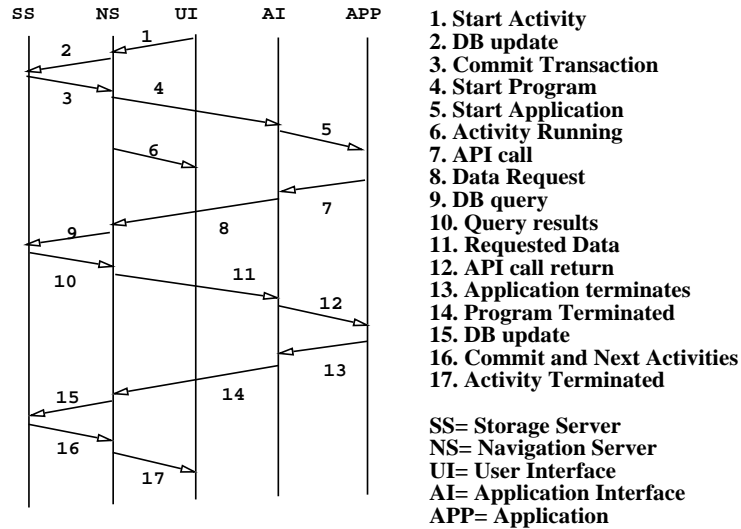 SS NS UI AI APP
1
2
3
4
5
6
7
8
9
10
11
12
13
14
15
16
17
1. Start Activity
2. DB update
3. Commit Transaction
4. Start Program
5. Start Application
6. Activity Running
7. API call
8. Data Request
9. DB query
10. Query results
11. Requested Data
12. API call return
13. Application terminates
14. Program Terminated
15. DB update
16. Commit and Next Activities
17. Activity Terminated
SS= Storage Server
NS= Navigation Server
UI= User Interface
AI= Application Interface
APP= Application